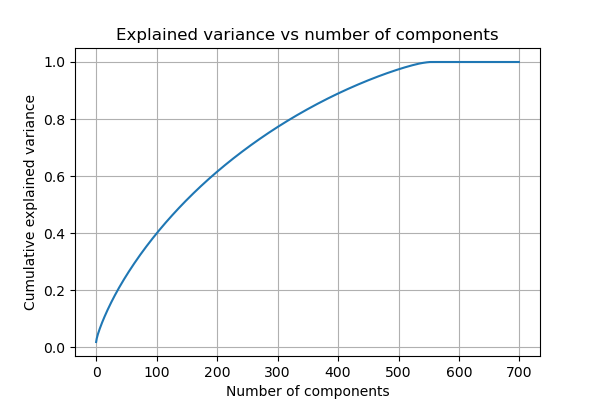 Explained variance vs number of components
Cumulative explained variance
1.0
0.8
0.6
0.4
0.2
0.0
0 100 200 300 400 500 600 700
Number of components